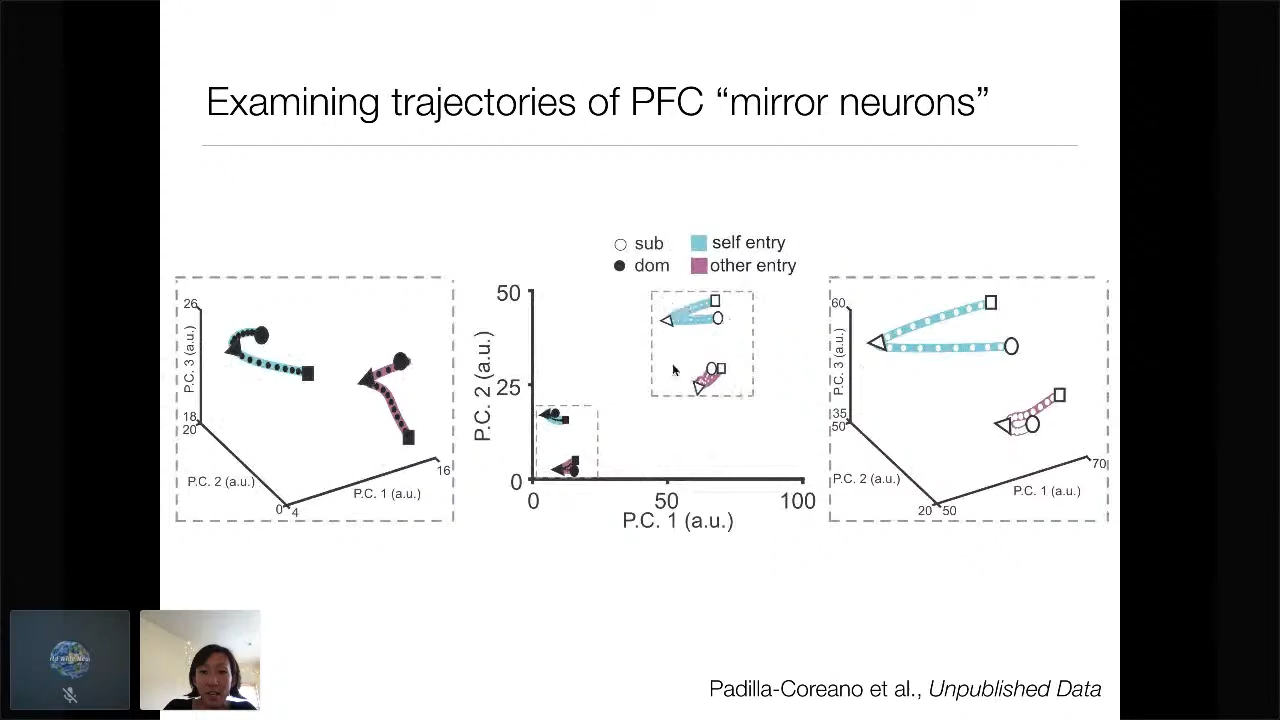 Examining trajectories of PFC “mirror neurons”
sub
self entry
dom
other entry
26
P.C. 3 (a.u.)
18
20
P.C. 2 (a.u.)
0
4
P.C. 1 (a.u.)
16
50
P.C. 2 (a.u.)
25
0
0
50
100
P.C. 1 (a.u.)
60
P.C. 3 (a.u.)
35
50
P.C. 2 (a.u.)
20
50
P.C. 1 (a.u.)
70
Padilla-Coreano et al., Unpublished Data